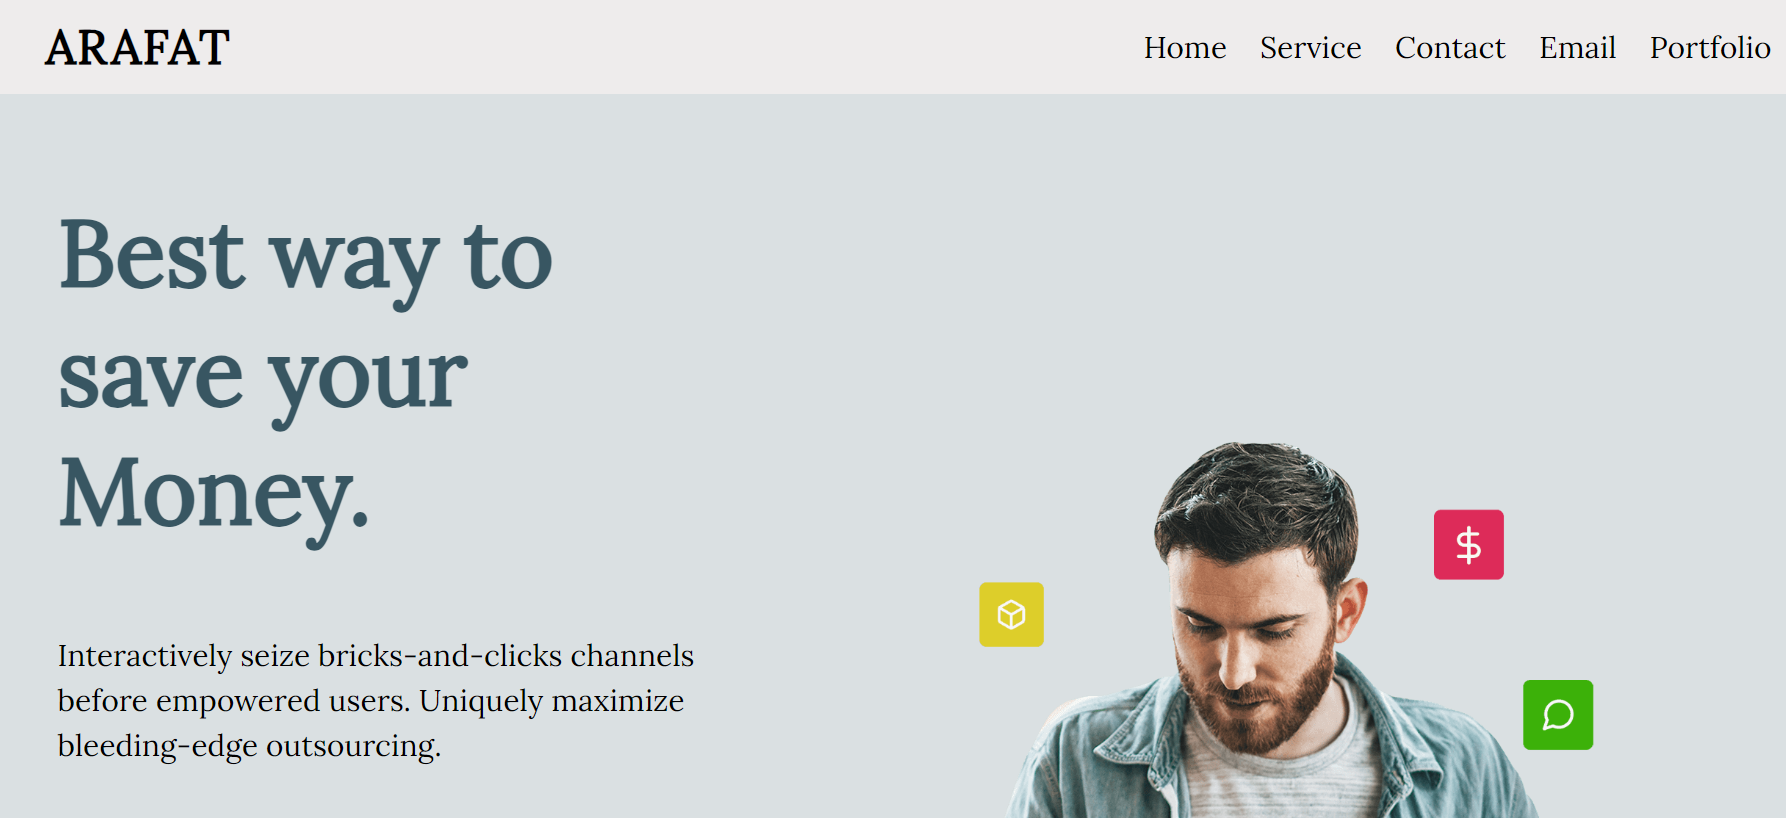 ARAFAT
Home Service Contact Email Portfolio
Best way to
save your
Money.
$
Interactively seize bricks-and-clicks channels
before empowered users. Uniquely maximize
bleeding-edge outsourcing.